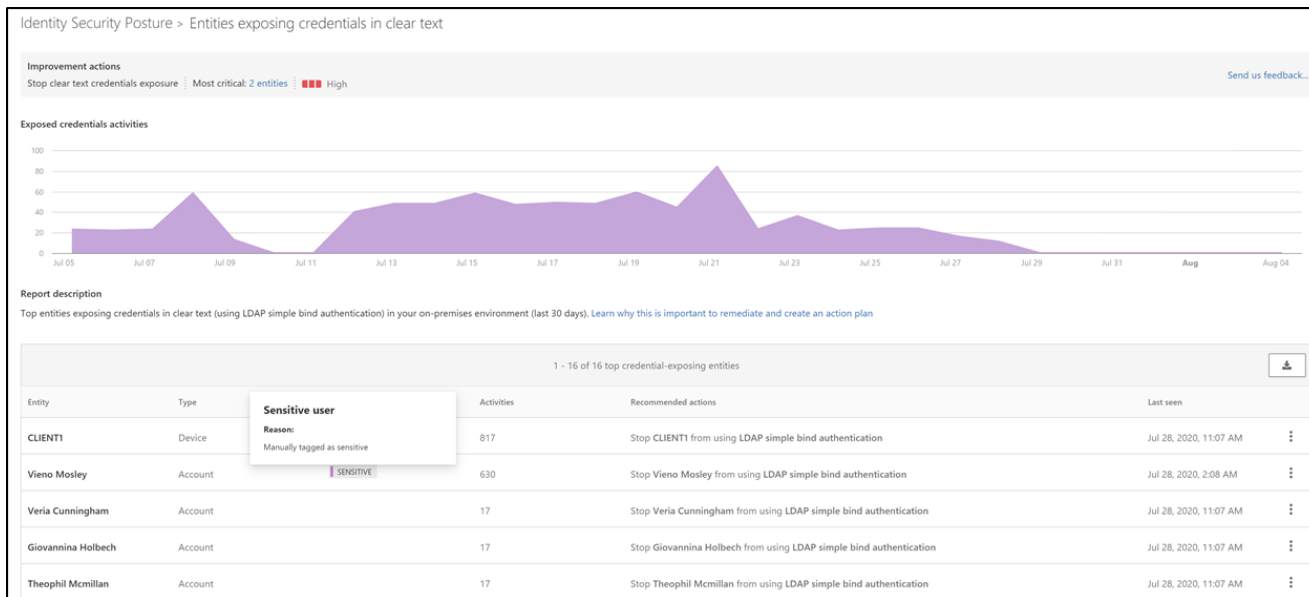 Identity Security Posture > Entities exposing credentials in clear text
Improvement actions
Stop clear text credentials exposure Most critical: 2 entities High
Send us feedback...
Exposed credentials activities
100
80
60
40
20
0
Jul 05 Jul 07 Jul 09 Jul 11 Jul 13 Jul 15 Jul 17 Jul 19 Jul 21 Jul 23 Jul 25 Jul 27 Jul 29 Jul 31 Aug Aug 04
Report description
Top entities exposing credentials in clear text (using LDAP simple bind authentication) in your on-premises environment (last 30 days). Learn why this is important to remediate and create an action plan
1 - 16 of 16 top credential-exposing entities
Entity Type Activities Recommended actions Last seen
Sensitive user
Reason:
Manually tagged as sensitive
CLIENT1 Device 817 Stop CLIENT1 from using LDAP simple bind authentication Jul 28, 2020, 11:07 AM
Vieno Mosley Account SENSITIVE 630 Stop Vieno Mosley from using LDAP simple bind authentication Jul 28, 2020, 2:08 AM
Veria Cunningham Account 17 Stop Veria Cunningham from using LDAP simple bind authentication Jul 28, 2020, 11:07 AM
Giovannina Holbech Account 17 Stop Giovannina Holbech from using LDAP simple bind authentication Jul 28, 2020, 11:07 AM
Theophil Mcmillan Account 17 Stop Theophil Mcmillan from using LDAP simple bind authentication Jul 28, 2020, 11:07 AM